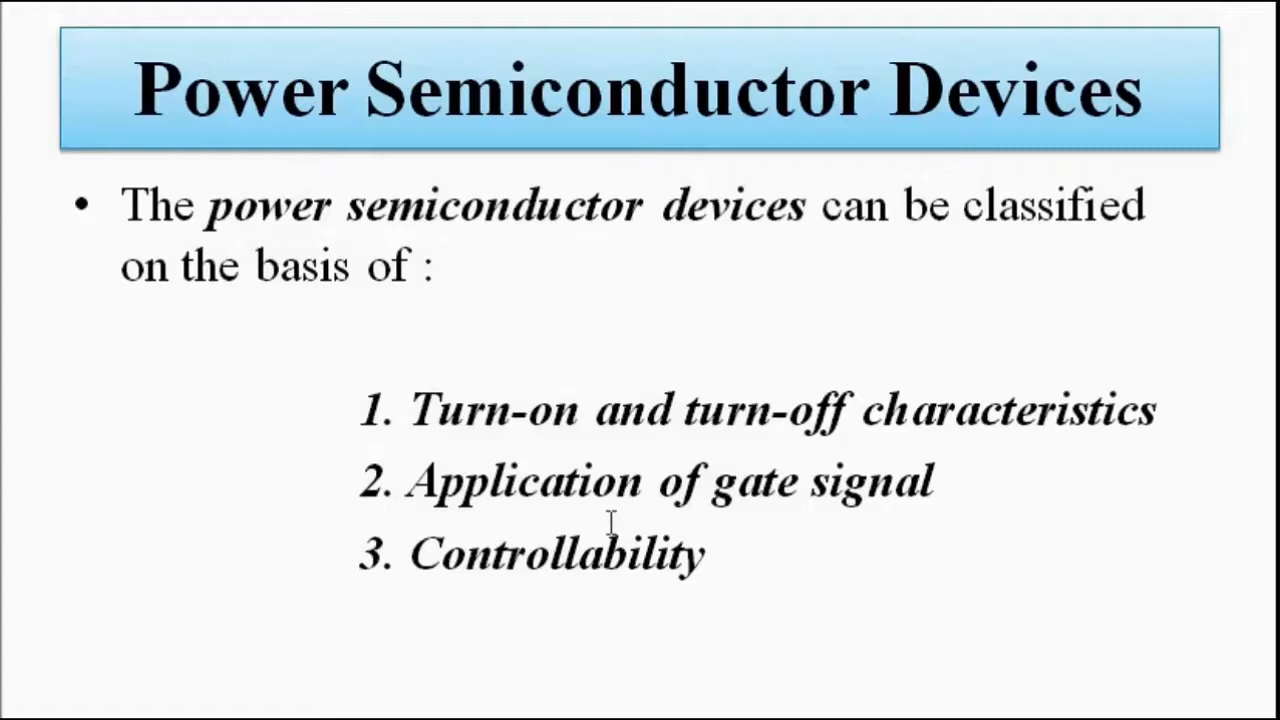 Power Semiconductor Devices
• The power semiconductor devices can be classified
on the basis of :
1. Turn-on and turn-off characteristics
2. Application of gate signal
3. Controllability